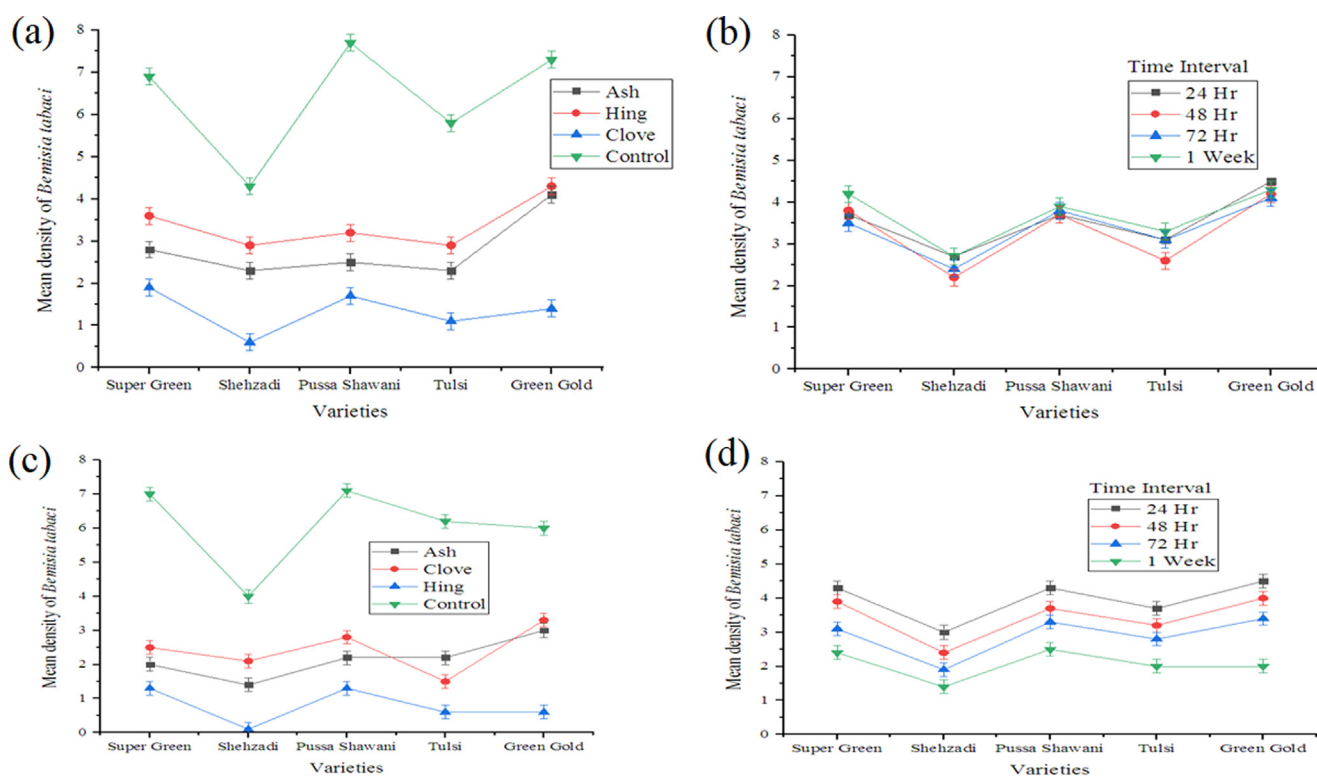 (a)
8
7
6
5
4
3
2
1
0
Mean density of Bemisia tabaci
Ash
Hing
Clove
Control
Super Green Shehzadi Pussa Shawani Tulsi Green Gold
Varieties
(b)
8
7
6
5
4
3
2
1
0
Mean density of Bemisia tabaci
Time Interval
24 Hr
48 Hr
72 Hr
1 Week
Super Green Shehzadi Pussa Shawani Tulsi Green Gold
Varieties
(c)
8
7
6
5
4
3
2
1
0
Mean density of Bemisia tabaci
Ash
Clove
Hing
Control
Super Green Shehzadi Pussa Shawani Tulsi Green Gold
Varieties
(d)
8
7
6
5
4
3
2
1
0
Mean density of Bemisia tabaci
Time Interval
24 Hr
48 Hr
72 Hr
1 Week
Super Green Shehzadi Pussa Shawani Tulsi Green Gold
Varieties